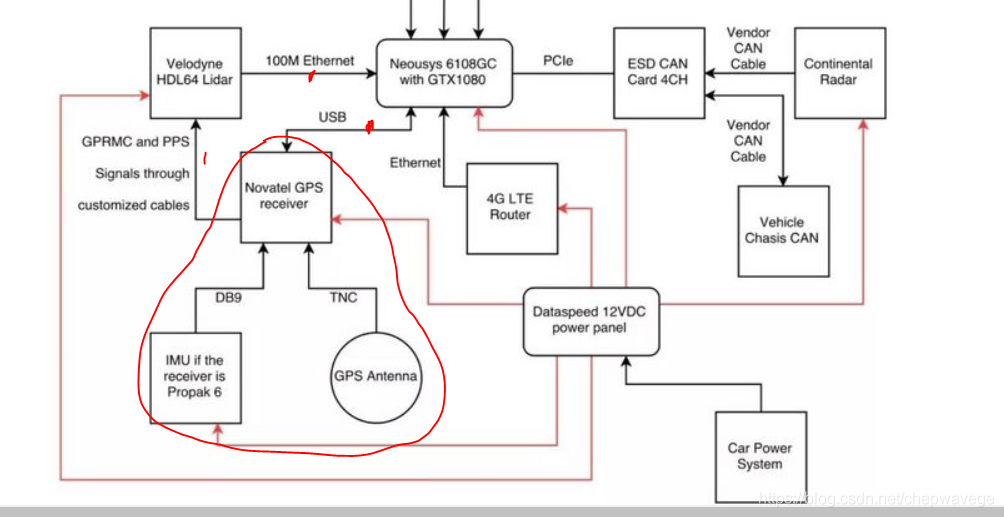 Velodyne
HDL64 Lidar
100M Ethernet
Neousys 6108GC
with GTX1080
PCIe
ESD CAN
Card 4CH
Vendor
CAN
Cable
Continental
Radar
USB
GPRMC and PPS
Signals through
customized cables
Novatel GPS
receiver
Ethernet
4G LTE
Router
Vendor
CAN
Cable
Vehicle
Chasis CAN
DB9
TNC
Dataspeed 12VDC
power panel
IMU if the
receiver is
Propak 6
GPS Antenna
Car Power
System
https://blog.csdn.net/chepwavege